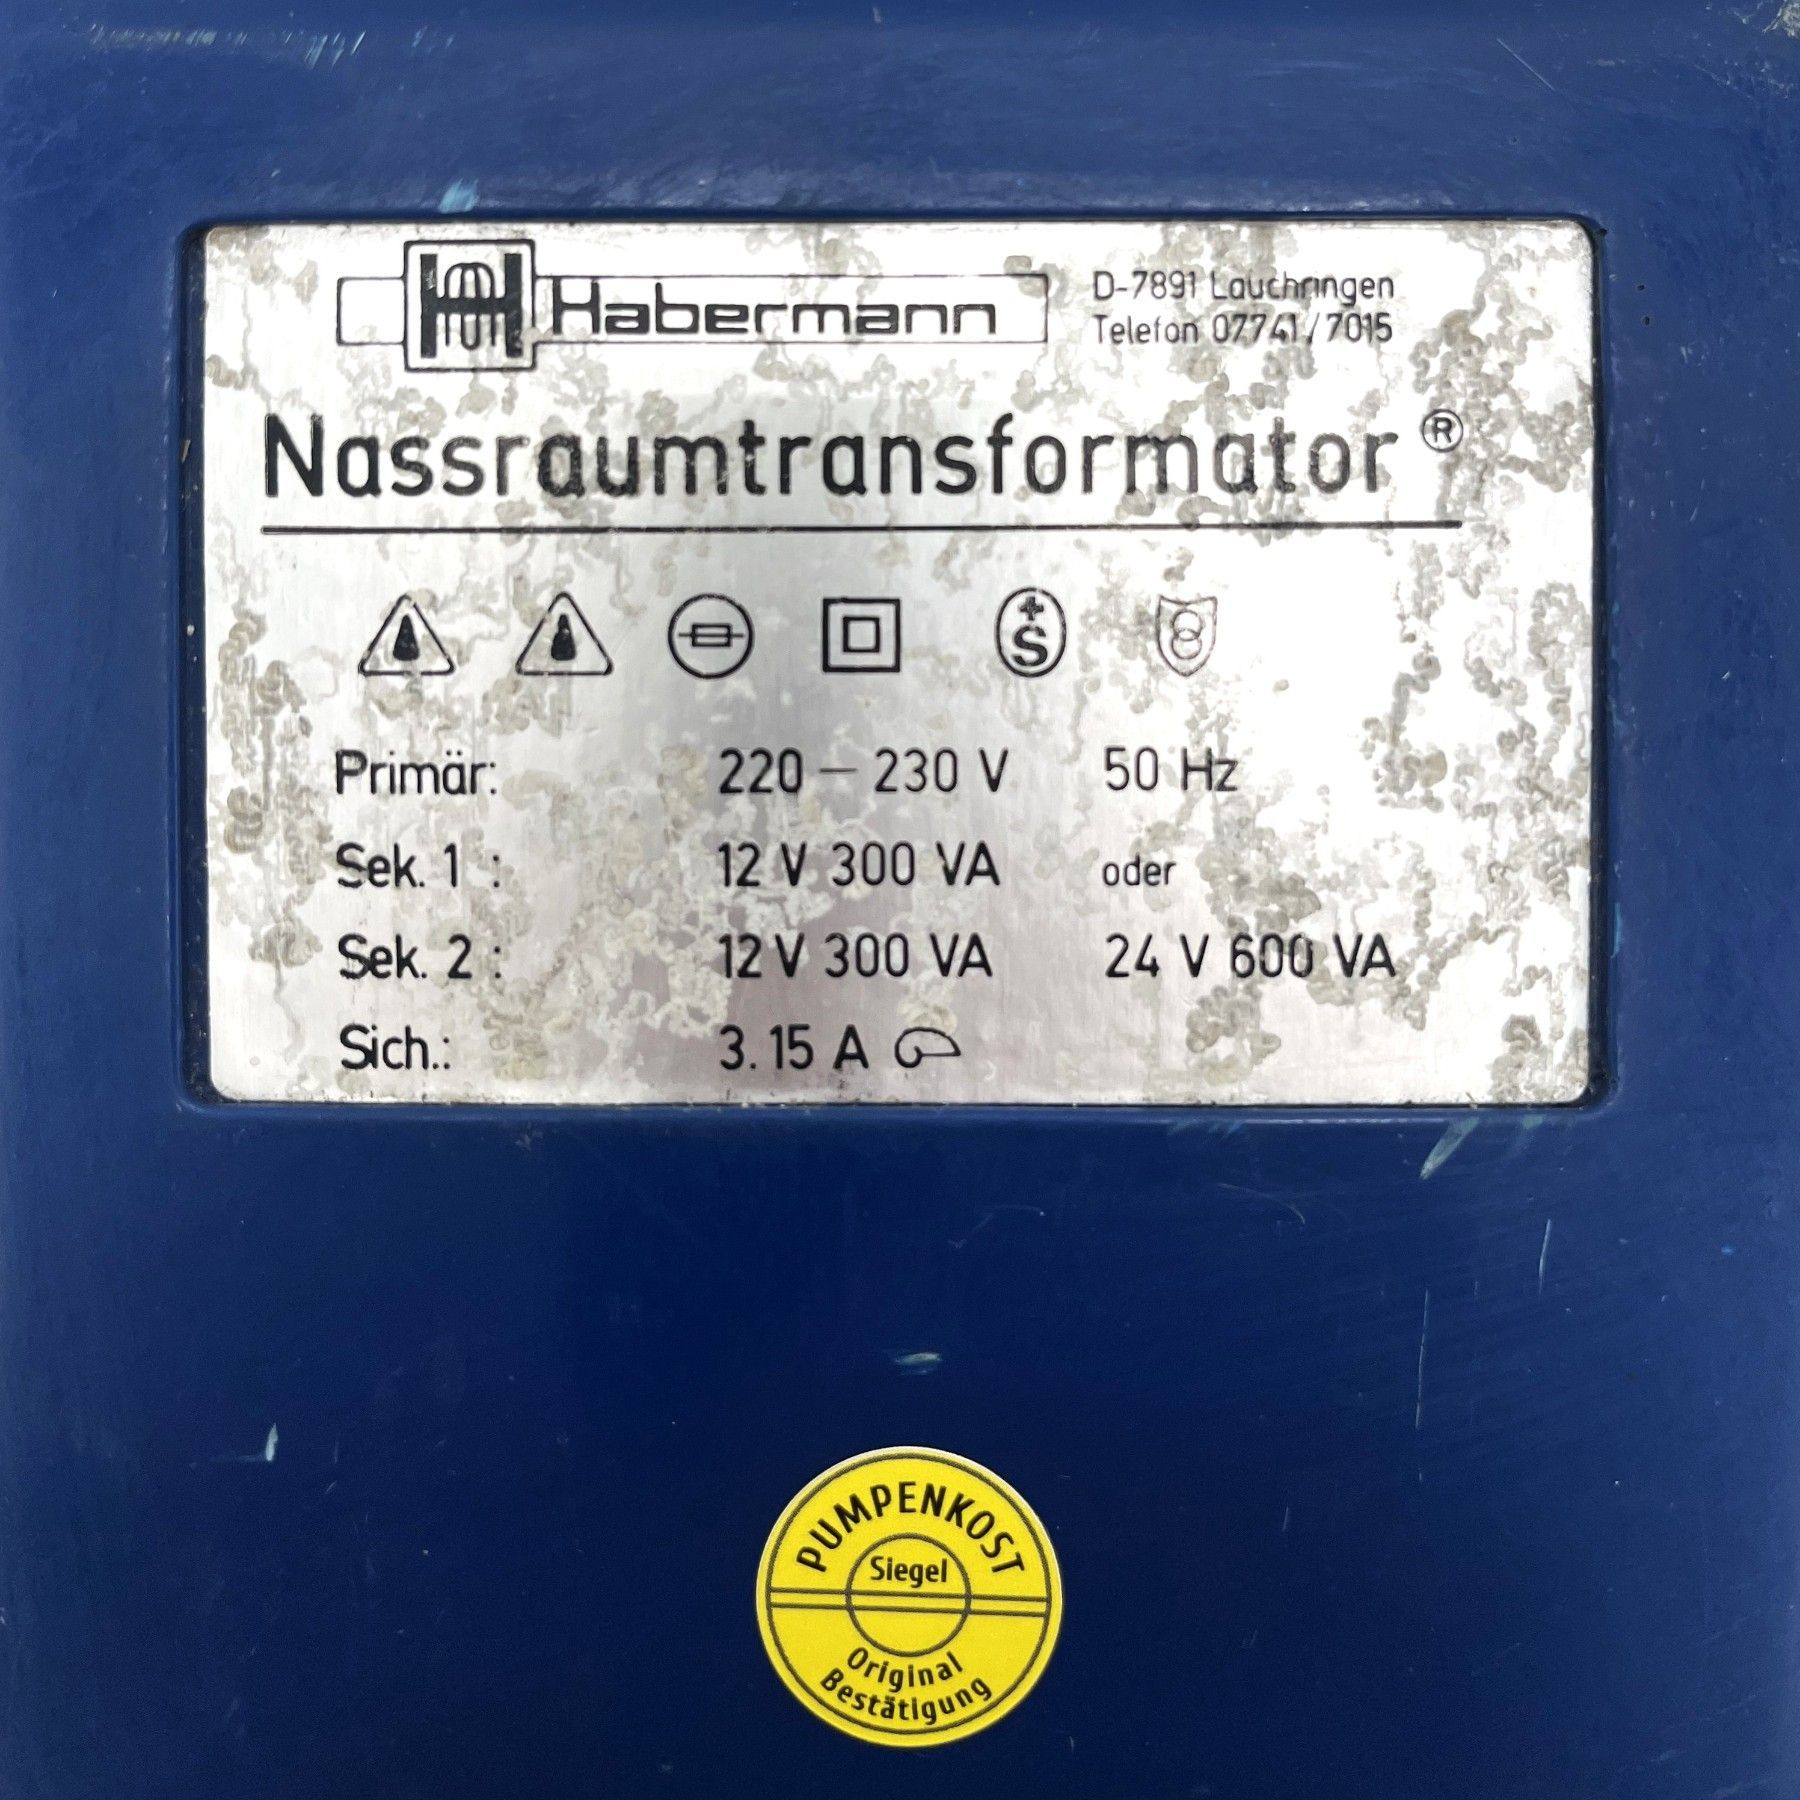 Habermann
D-7891 Lauchringen
Telefon 07741/7015
Nassraumtransformator ®
+S
Primär: 220 – 230 V 50 Hz
Sek. 1 : 12 V 300 VA oder
Sek. 2 : 12 V 300 VA 24 V 600 VA
Sich.: 3.15 A
PUMPENKOST
Siegel
Original
Bestätigung